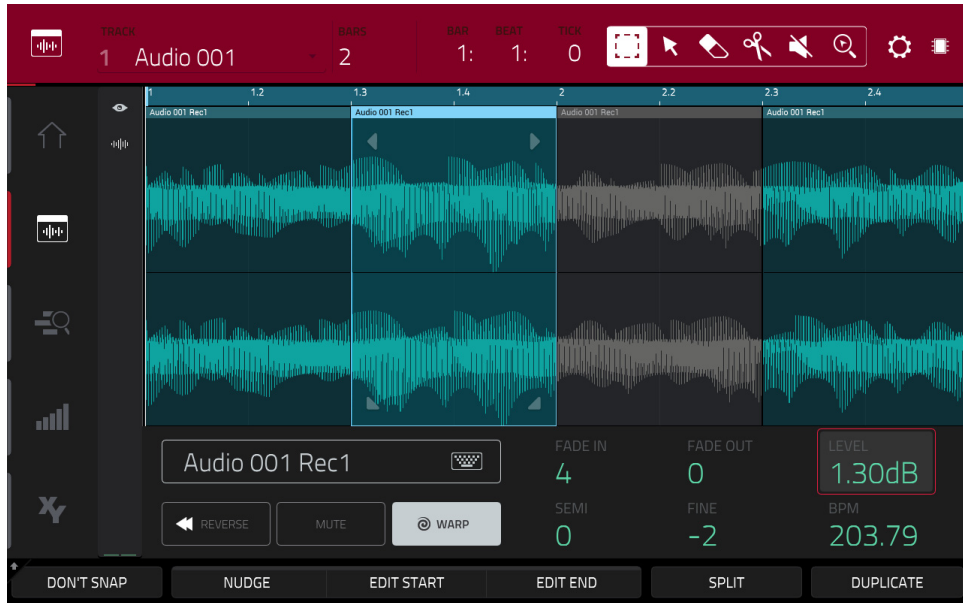 TRACK BARS BAR BEAT TICK
1 Audio 001 2 1: 1: 0
1 1.2 1.3 1.4 2 2.2 2.3 2.4
Audio 001 Rec1 Audio 001 Rec1 Audio 001 Rec1 Audio 001 Rec1
FADE IN FADE OUT LEVEL
Audio 001 Rec1 4 0 1.30dB
SEMI FINE BPM
REVERSE MUTE WARP 0 -2 203.79
XY
DON'T SNAP NUDGE EDIT START EDIT END SPLIT DUPLICATE